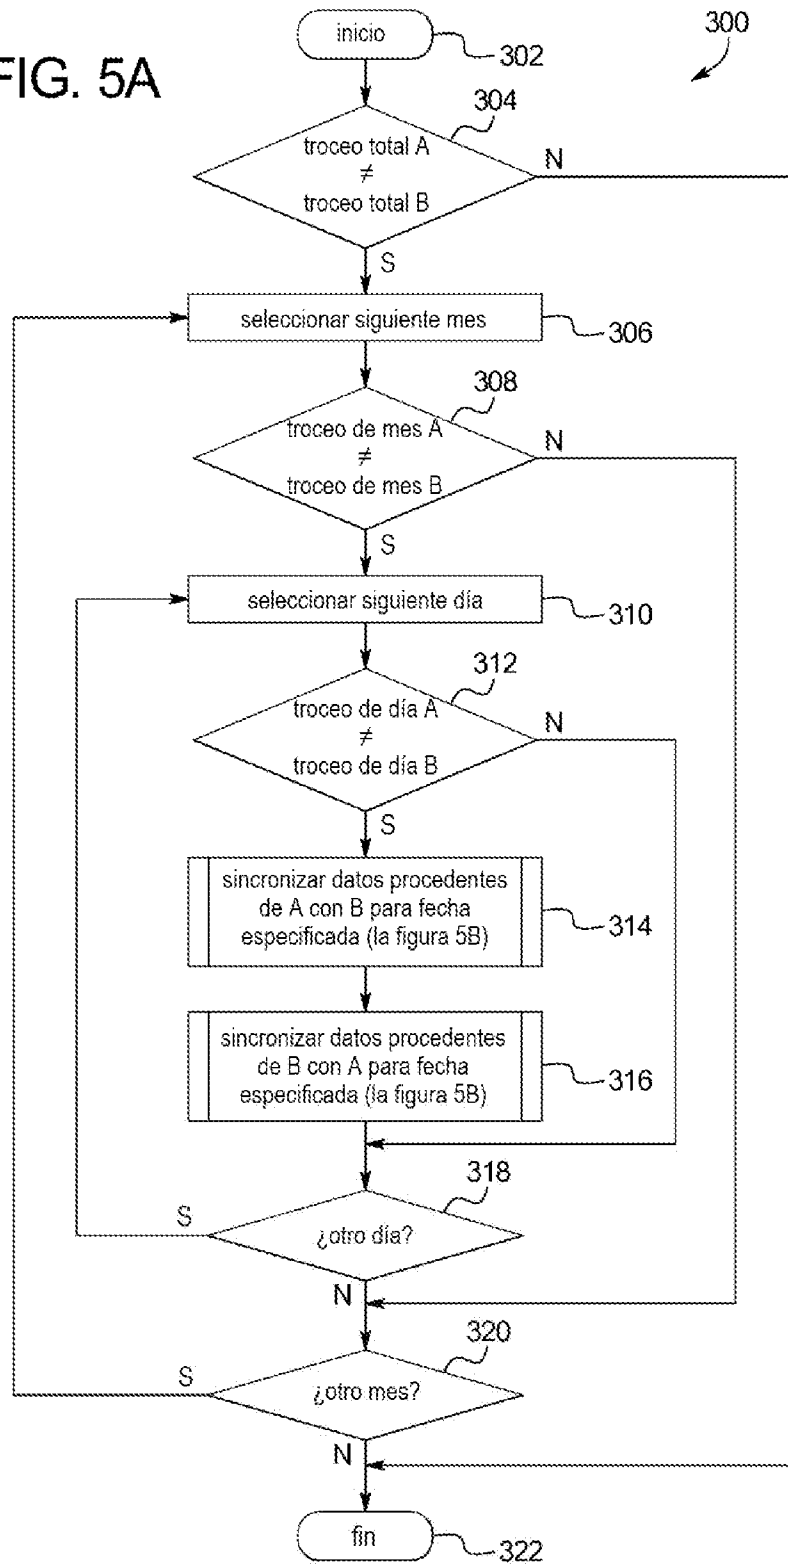 inicio
302
300
FIG. 5A
304
troceo total A
≠
troceo total B
N
S
seleccionar siguiente mes
306
308
troceo de mes A
≠
troceo de mes B
N
S
seleccionar siguiente día
310
312
troceo de día A
≠
troceo de día B
N
S
sincronizar datos procedentes
de A con B para fecha
especificada (la figura 5B)
314
sincronizar datos procedentes
de B con A para fecha
especificada (la figura 5B)
316
318
S
¿otro día?
N
320
S
¿otro mes?
N
fin
322